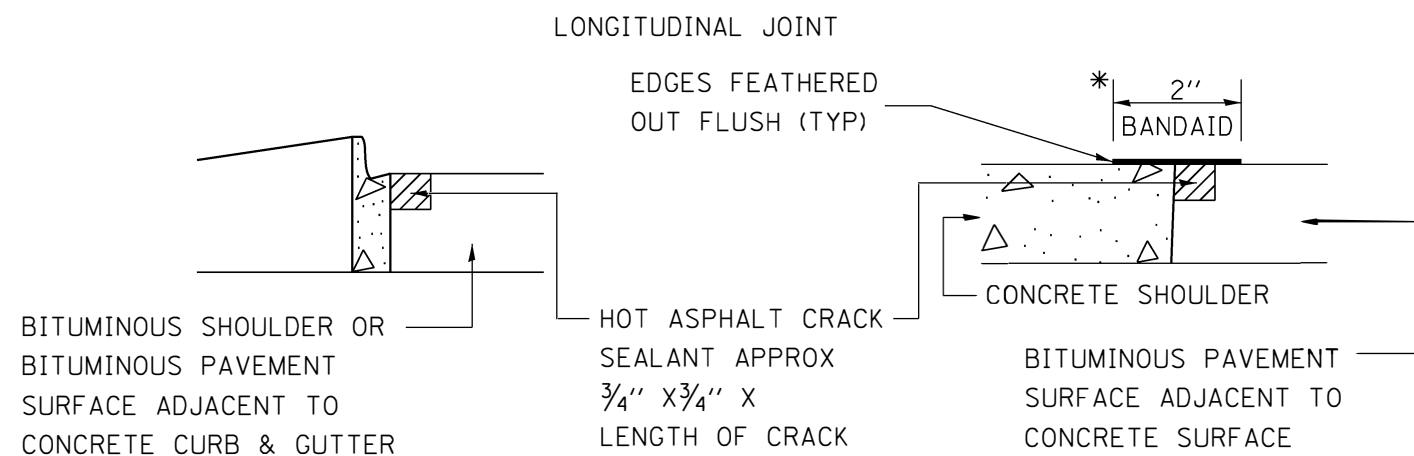 LONGITUDINAL JOINT
EDGES FEATHERED
OUT FLUSH (TYP)
* 2''
BANDAID
CONCRETE SHOULDER
BITUMINOUS SHOULDER OR
BITUMINOUS PAVEMENT
SURFACE ADJACENT TO
CONCRETE CURB & GUTTER
HOT ASPHALT CRACK
SEALANT APPROX
3/4'' X 3/4'' X
LENGTH OF CRACK
BITUMINOUS PAVEMENT
SURFACE ADJACENT TO
CONCRETE SURFACE